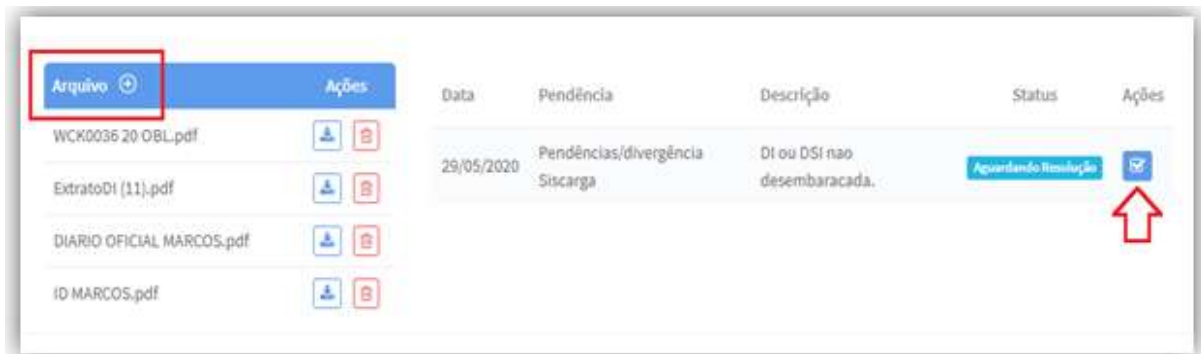 Arquivo Ações
WCK0036 20 OBL.pdf
ExtratoDI (11).pdf
DIARIO OFICIAL MARCOS.pdf
ID MARCOS.pdf
Data Pendência Descrição Status Ações
29/05/2020 Pendências/divergência Siscarga DI ou DSI nao desembaracada. Aguardando Resolução